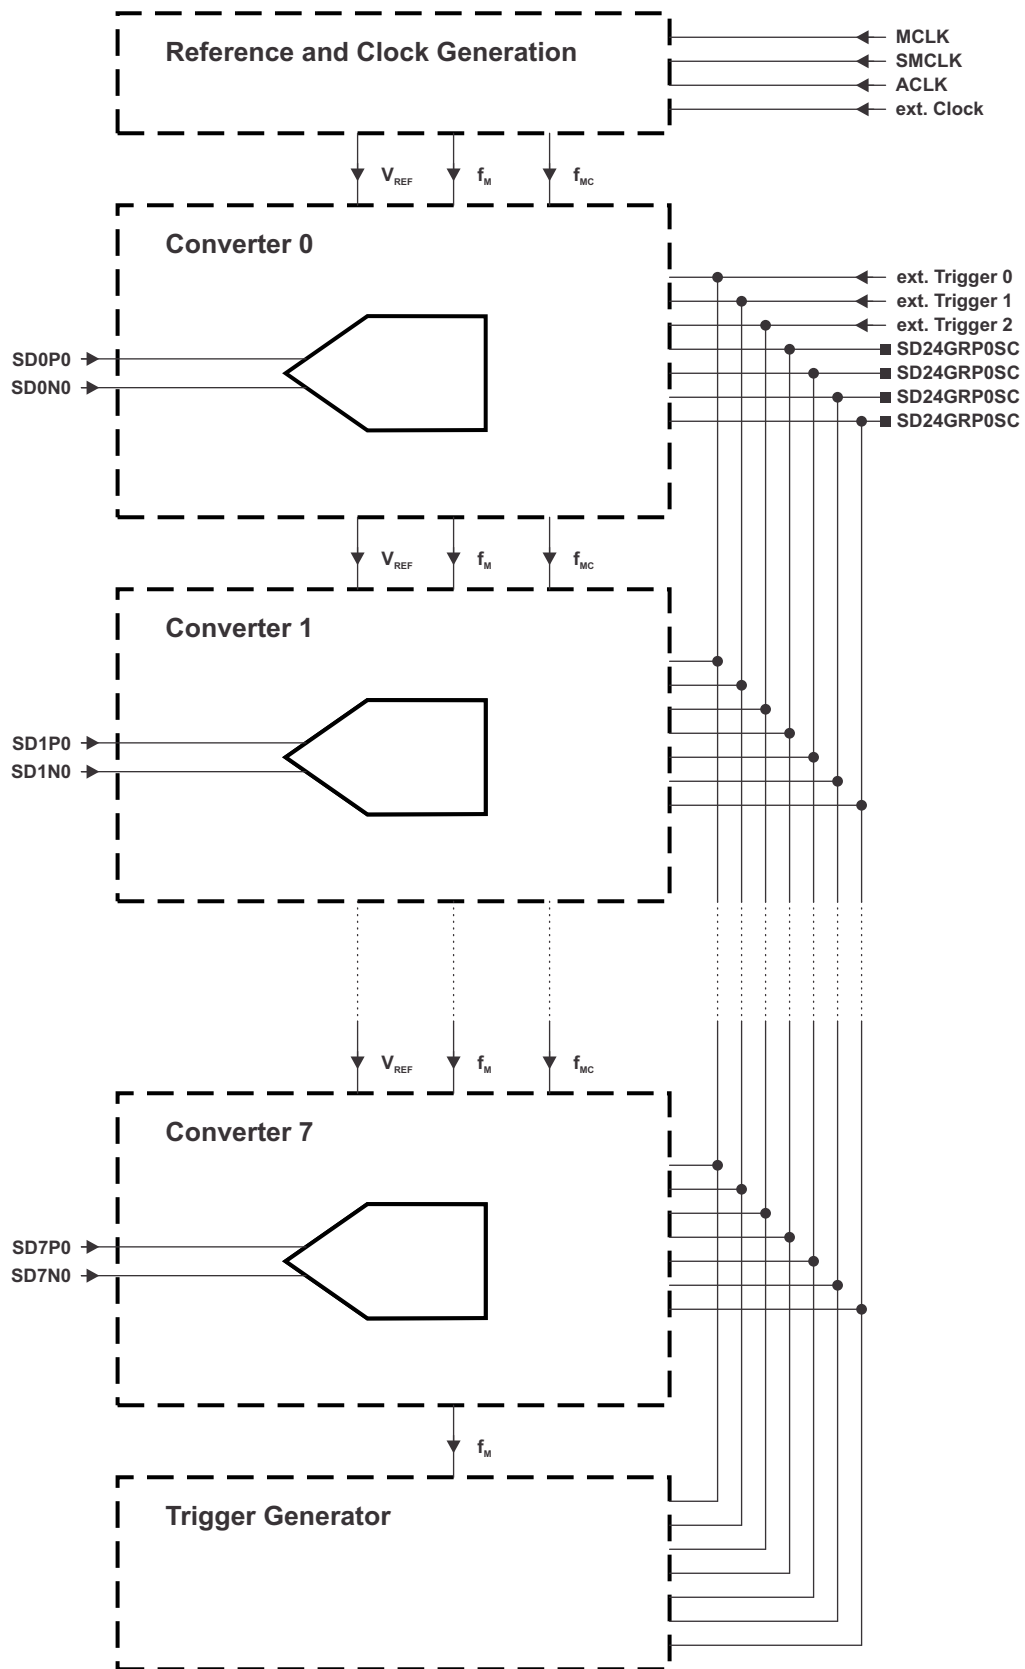 Reference and Clock Generation
MCLK
SMCLK
ACLK
ext. Clock
VREF
fM
fMC
Converter 0
ext. Trigger 0
ext. Trigger 1
ext. Trigger 2
SD24GRP0SC
SD24GRP0SC
SD24GRP0SC
SD24GRP0SC
SD0P0
SD0N0
VREF
fM
fMC
Converter 1
SD1P0
SD1N0
VREF
fM
fMC
Converter 7
SD7P0
SD7N0
fM
Trigger Generator